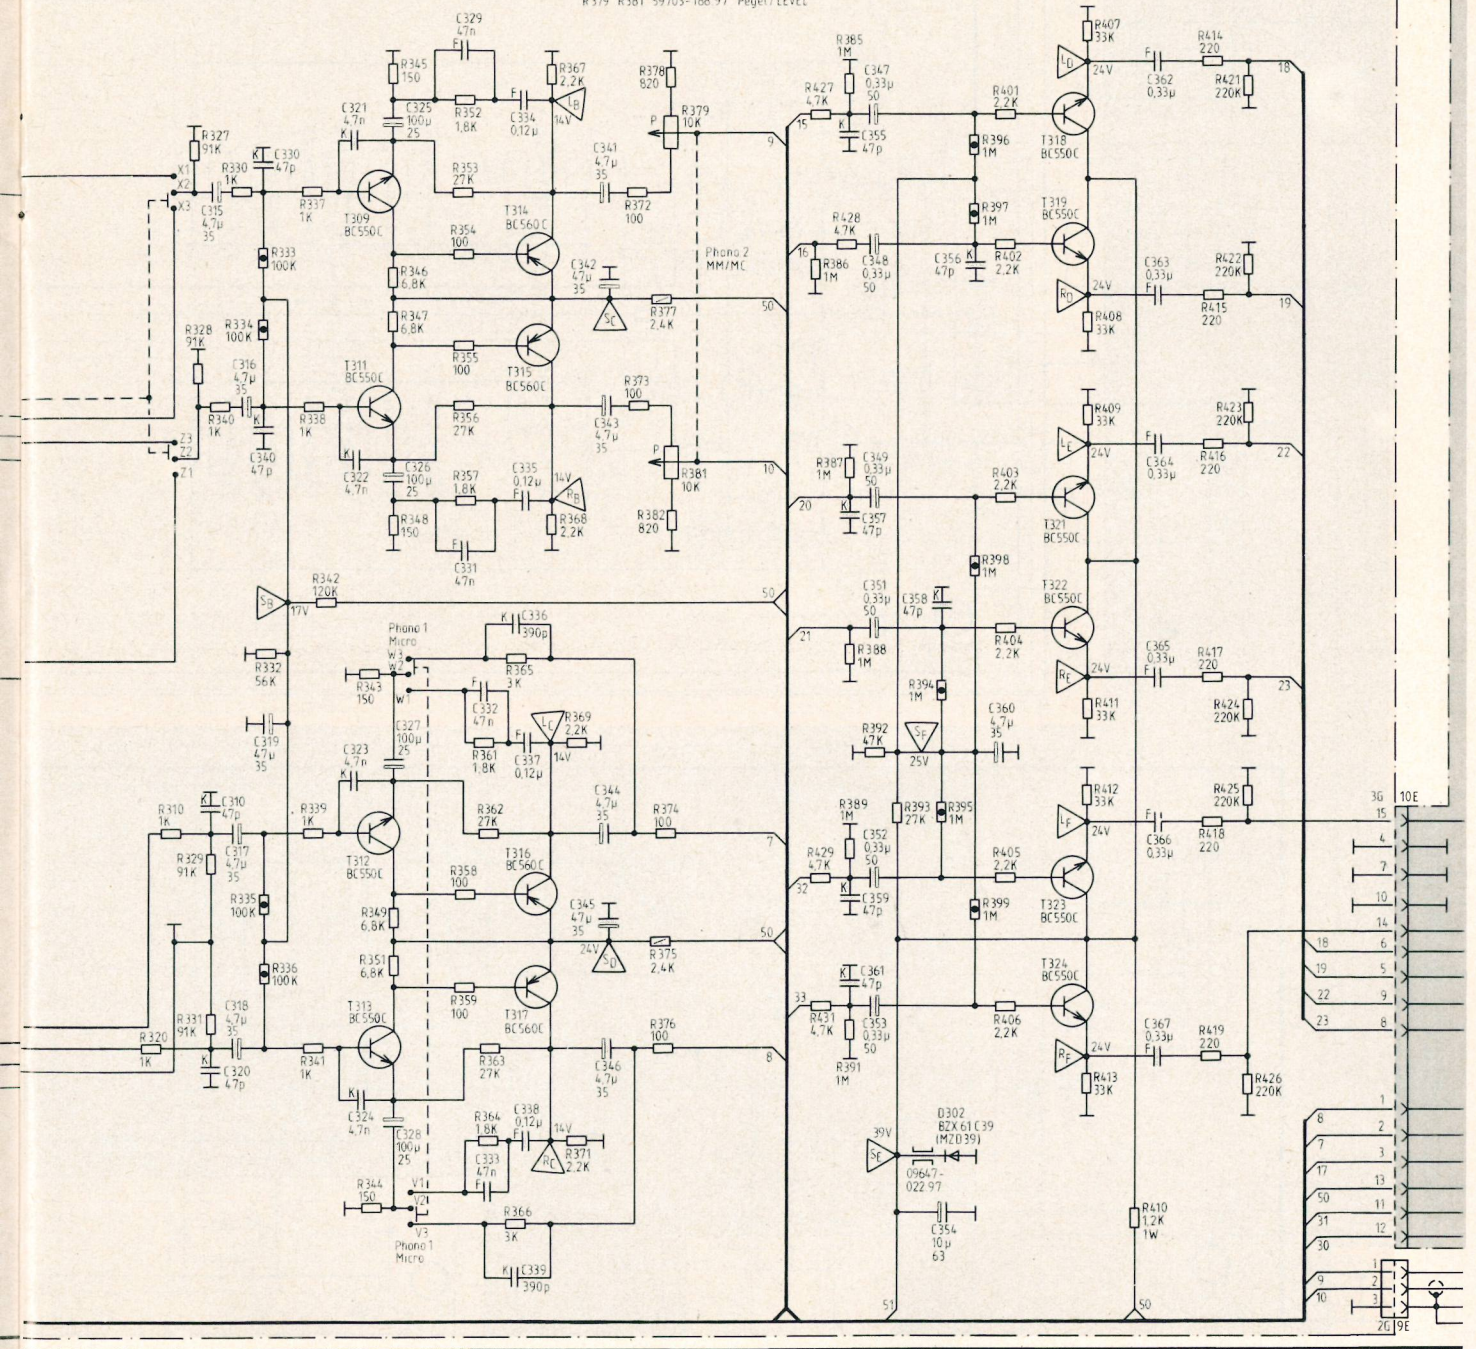 R379 R381 59703-188.97 Pegel/LEVEL
C329
47n
F
R345
150
R367
2,2K
R378
820
R352
1,8K
F
C334
0,12µ
LB
14V
C321
4,7n
K
C325
100µ
25
R379
10K
P
9
R327
91K
C330
47p
K
R330
1K
X1
X2
X3
C315
4,7µ
35
R337
1K
T309
BC550C
R353
27K
C341
4,7µ
35
R372
100
T314
BC560C
R354
100
R333
100K
R346
6,8K
C342
47µ
35
Phono 2
MM/MC
SC
R377
2,4K
50
R347
6,8K
R334
100K
R328
91K
R355
100
T315
BC560C
T311
BC550C
C316
4,7µ
35
R340
1K
K
R338
1K
R356
27K
R373
100
C343
4,7µ
35
Z3
Z2
Z1
C340
47p
K
C322
4,7n
C326
100µ
25
R357
1,8K
C335
0,12µ
F
14V
RB
P
R381
10K
10
R348
150
R368
2,2K
R382
820
F
C331
47n
SB
17V
R342
120K
50
R332
56K
C319
47µ
35
Phono 1
Micro
W3
W2
W1
R343
150
K
C336
390p
R365
3K
F
C332
47n
C327
100µ
25
R361
1,8K
F
C337
0,12µ
LC
14V
R369
2,2K
C323
4,7n
K
R310
1K
K
C310
47p
C317
4,7µ
35
R339
1K
R329
91K
T312
BC550C
R362
27K
C344
4,7µ
35
R374
100
7
T316
BC560C
R358
100
R335
100K
R349
6,8K
C345
47µ
35
24V
SD
R375
2,4K
50
R336
100K
R351
6,8K
R359
100
T317
BC560C
T313
BC550C
R331
91K
C318
4,7µ
35
R320
1K
K
C320
47p
R341
1K
R363
27K
C346
4,7µ
35
R376
100
8
K
C324
4,7n
C328
100µ
25
R364
1,8K
C338
0,12µ
F
14V
RC
R371
2,2K
C333
47n
F
R344
150
V1
V2
V3
Phono 1
Micro
R366
3K
K
C339
390p
R385
1M
R427
4,7K
15
K
C355
47p
C347
0,33µ
50
R401
2,2K
R396
1M
R407
33K
LD
24V
T318
BC550C
F
C362
0,33µ
R414
220
R421
220K
18
R397
1M
T319
BC550C
R428
4,7K
16
R386
1M
C348
0,33µ
50
C356
47p
K
R402
2,2K
RD
24V
R408
33K
C363
0,33µ
F
R415
220
R422
220K
19
R409
33K
LE
24V
F
C364
0,33µ
R423
220K
R416
220
22
R387
1M
C349
0,33µ
50
K
C357
47p
20
R403
2,2K
T321
BC550C
R398
1M
C351
0,33µ
50
C358
47p
K
21
R388
1M
R404
2,2K
T322
BC550C
R394
1M
RE
24V
R411
33K
C365
0,33µ
F
R417
220
R424
220K
23
R392
47K
SF
25V
C360
4,7µ
35
R412
33K
R425
220K
R389
1M
R393
27K
R395
1M
LF
24V
F
C366
0,33µ
R418
220
R429
4,7K
32
C352
0,33µ
50
K
C359
47p
R405
2,2K
T323
BC550C
R399
1M
T324
BC550C
K
C361
47p
33
R431
4,7K
C353
0,33µ
50
R391
1M
R406
2,2K
RF
24V
R413
33K
C367
0,33µ
F
R419
220
R426
220K
D302
BZX 61 C39
(MZD39)
39V
SE
09647-
022.97
C354
10µ
63
R410
1,2K
1W
51
50
3G 10E
15
4
7
10
14
18 6
19 5
22 9
23 8
8 1
7 2
17 3
50 13
31 11
30 12
9 1
10 2
3
2G 9E